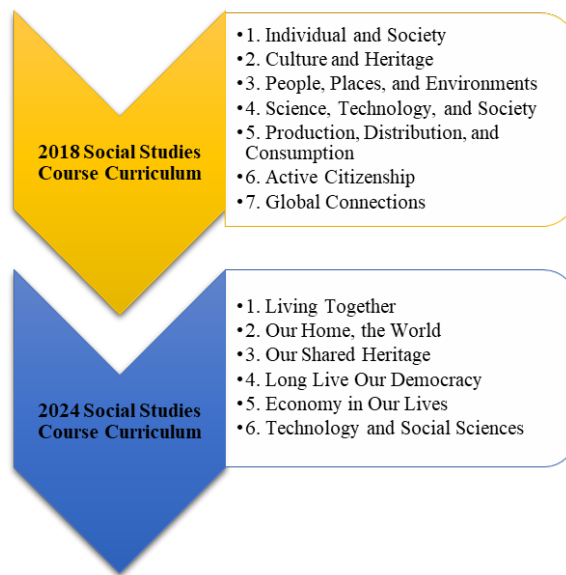 2018 Social Studies
Course Curriculum
•1. Individual and Society
•2. Culture and Heritage
•3. People, Places, and Environments
•4. Science, Technology, and Society
•5. Production, Distribution, and
Consumption
•6. Active Citizenship
•7. Global Connections
2024 Social Studies
Course Curriculum
•1. Living Together
•2. Our Home, the World
•3. Our Shared Heritage
•4. Long Live Our Democracy
•5. Economy in Our Lives
•6. Technology and Social Sciences